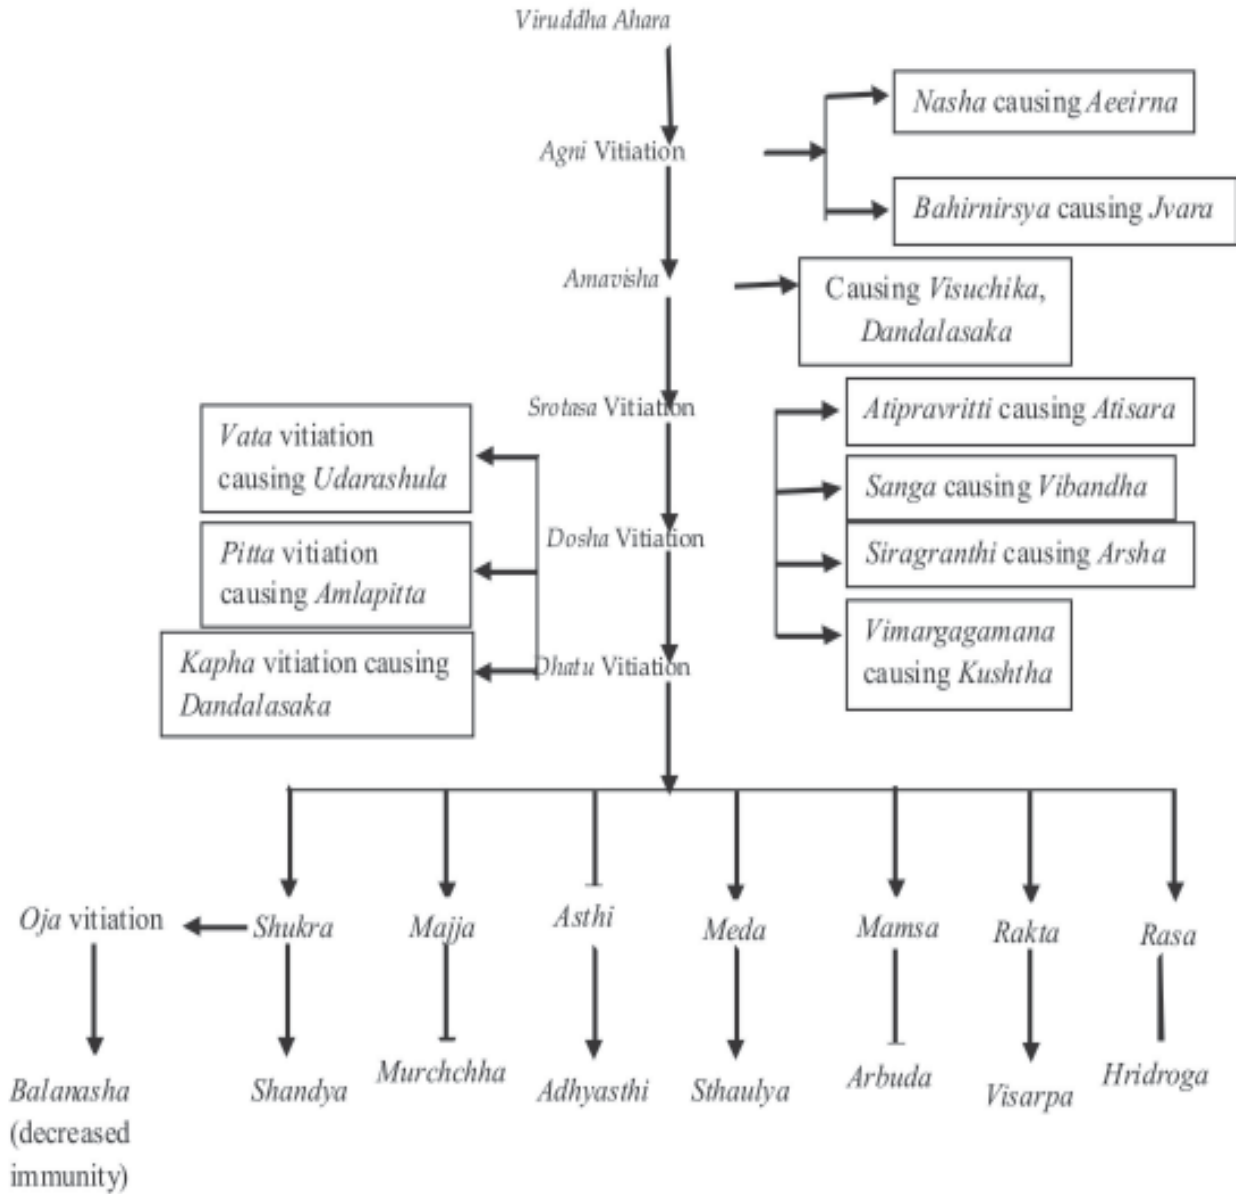 Viruddha Ahara
Nasha causing Aeeirna
Agni Vitiation
Bahirnirsya causing Jvara
Amavisha
Causing Visuchika,
Dandalasaka
Srotasa Vitiation
Atipravritti causing Atisara
Sanga causing Vibandha
Siragranthi causing Arsha
Vimargagamana
causing Kushtha
Dosha Vitiation
Vata vitiation
causing Udarashula
Pitta vitiation
causing Amlapitta
Kapha vitiation causing
Dandalasaka
Dhatu Vitiation
Oja vitiation
Shukra
Majja
Asthi
Meda
Mamsa
Rakta
Rasa
Balanasha
(decreased
immunity)
Shandya
Murchchha
Adhyasthi
Sthaulya
Arbuda
Visarpa
Hridroga